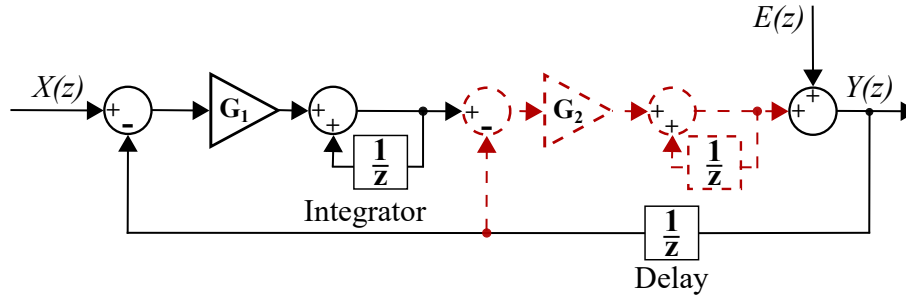 E(z)
X(z)
Y(z)
+
-
G₁
+
+
+
-
G₂
+
+
+
+
1
z
1
z
Integrator
1
z
Delay